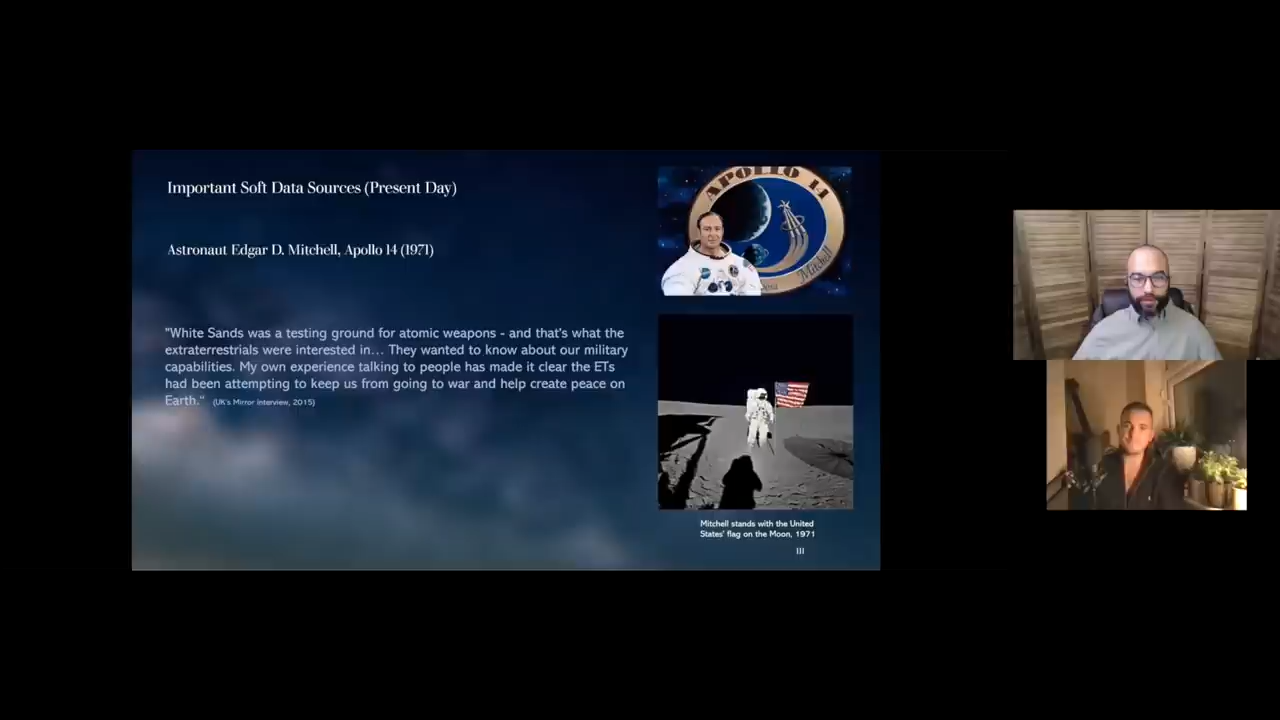 Important Soft Data Sources (Present Day)
Astronaut Edgar D. Mitchell, Apollo 14 (1971)
"White Sands was a testing ground for atomic weapons - and that's what the
extraterrestrials were interested in... They wanted to know about our military
capabilities. My own experience talking to people has made it clear the ETs
had been attempting to keep us from going to war and help create peace on
Earth." (UK's Mirror interview, 2015)
APOLLO 14
Mitchell
Mitchell stands with the United
States' flag on the Moon, 1971
III